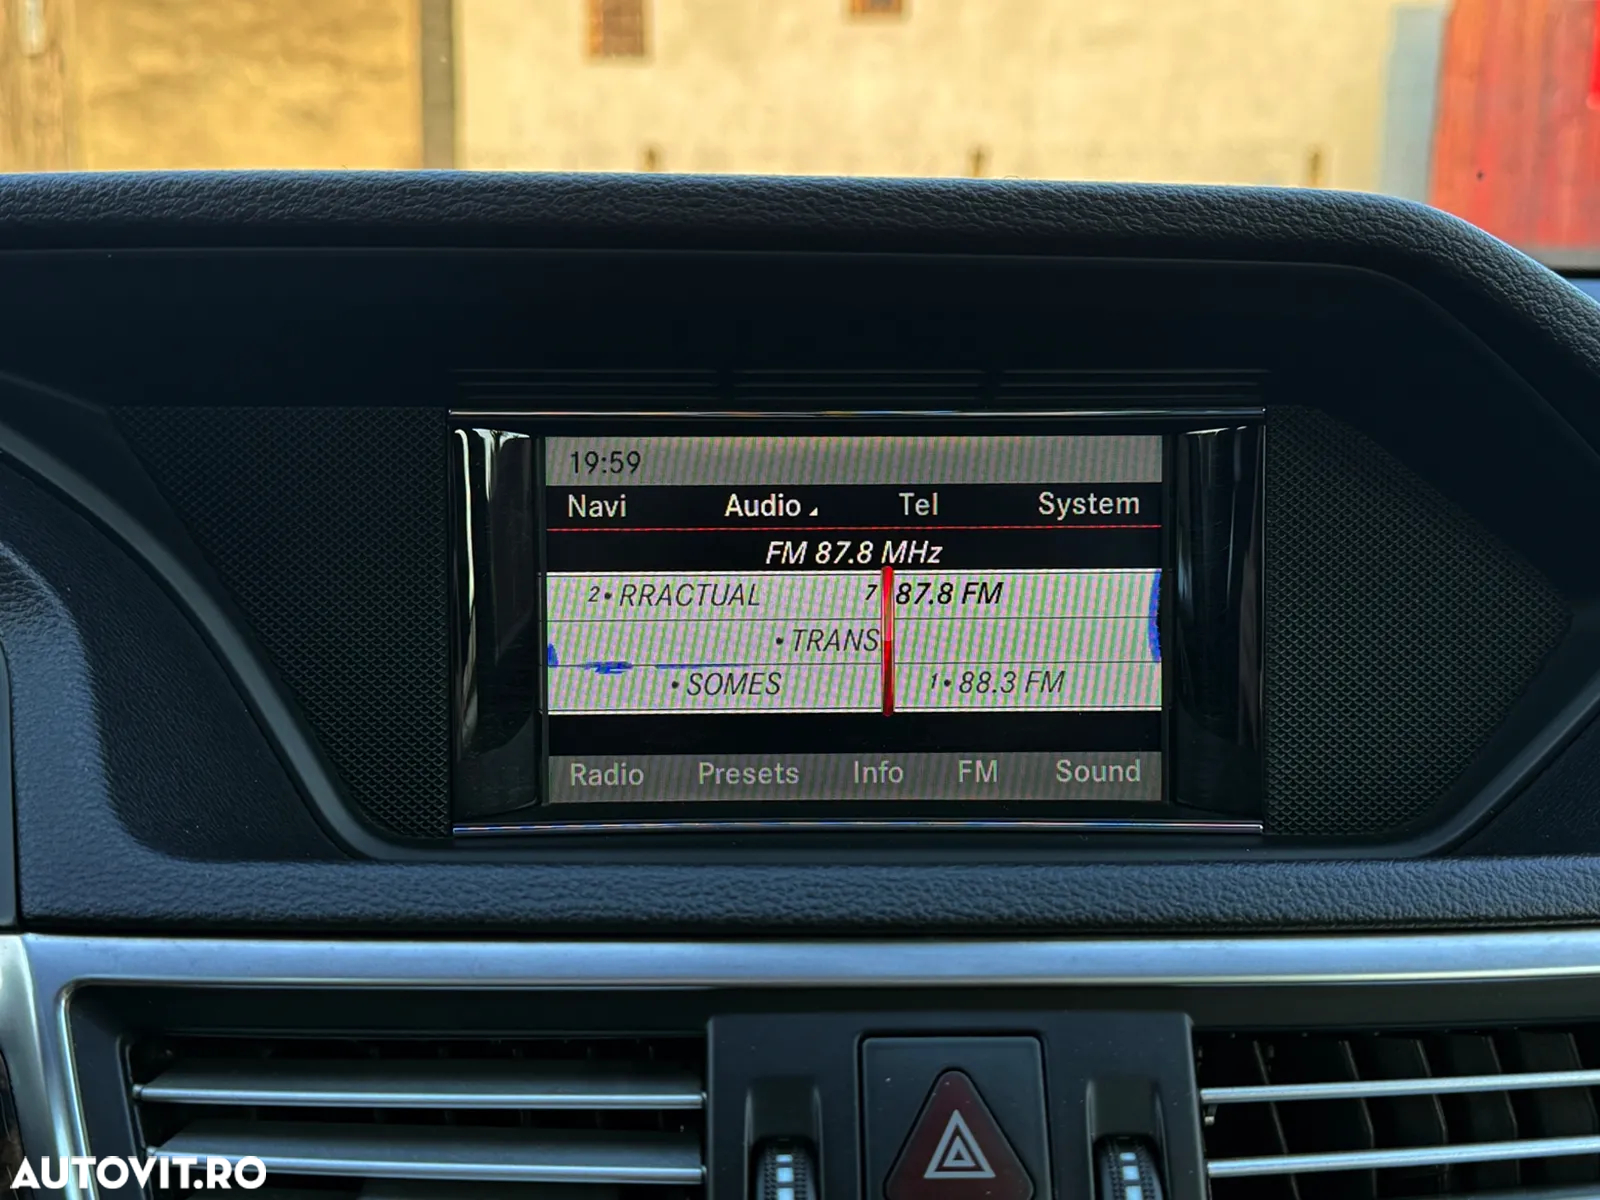 19:59
Navi Audio Tel System
FM 87.8 MHz
2• RRACTUAL 7 87.8 FM
• TRANS
• SOMES 1• 88.3 FM
Radio Presets Info FM Sound
AUTOVIT.RO